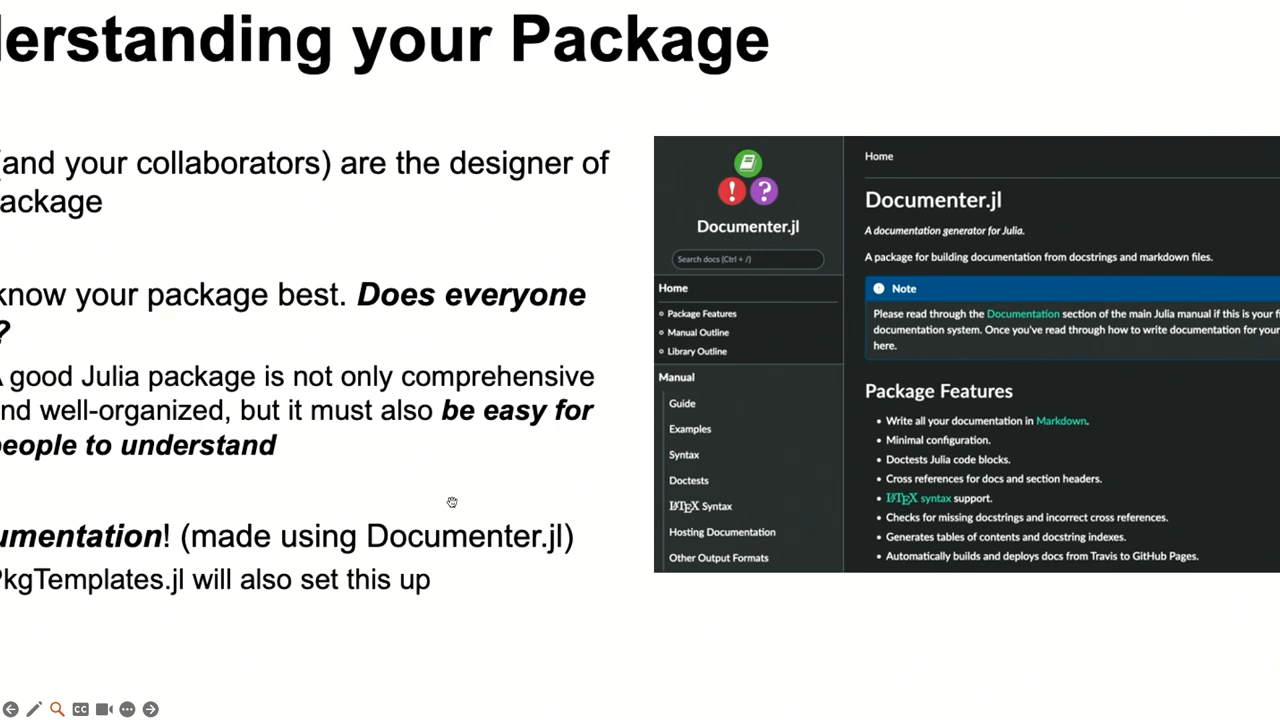 derstanding your Package
(and your collaborators) are the designer of
ackage
know your package best. Does everyone
?
A good Julia package is not only comprehensive
nd well-organized, but it must also be easy for
people to understand
umentation! (made using Documenter.jl)
PkgTemplates.jl will also set this up
Documenter.jl
Search docs (Ctrl + /)
Home
Package Features
Manual Outline
Library Outline
Manual
Guide
Examples
Syntax
Doctests
LATEX Syntax
Hosting Documentation
Other Output Formats
Home
Documenter.jl
A documentation generator for Julia.
A package for building documentation from docstrings and markdown files.
! Note
Please read through the Documentation section of the main Julia manual if this is your fi
documentation system. Once you've read through how to write documentation for your
here.
Package Features
• Write all your documentation in Markdown.
• Minimal configuration.
• Doctests Julia code blocks.
• Cross references for docs and section headers.
• LATEX syntax support.
• Checks for missing docstrings and incorrect cross references.
• Generates tables of contents and docstring indexes.
• Automatically builds and deploys docs from Travis to GitHub Pages.
CC